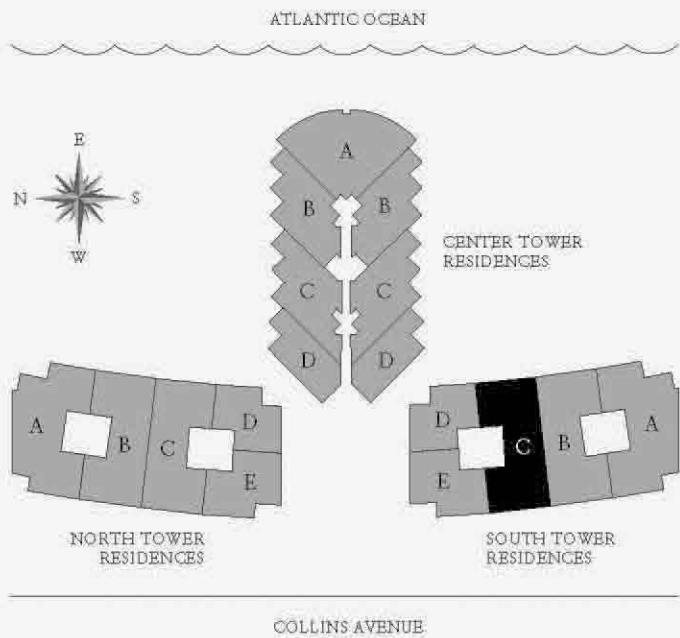 ATLANTIC OCEAN
E
N S
W
A
B B
CENTER TOWER
RESIDENCES
C C
D D
A B C D E
D E C B A
NORTH TOWER
RESIDENCES
SOUTH TOWER
RESIDENCES
COLLINS AVENUE